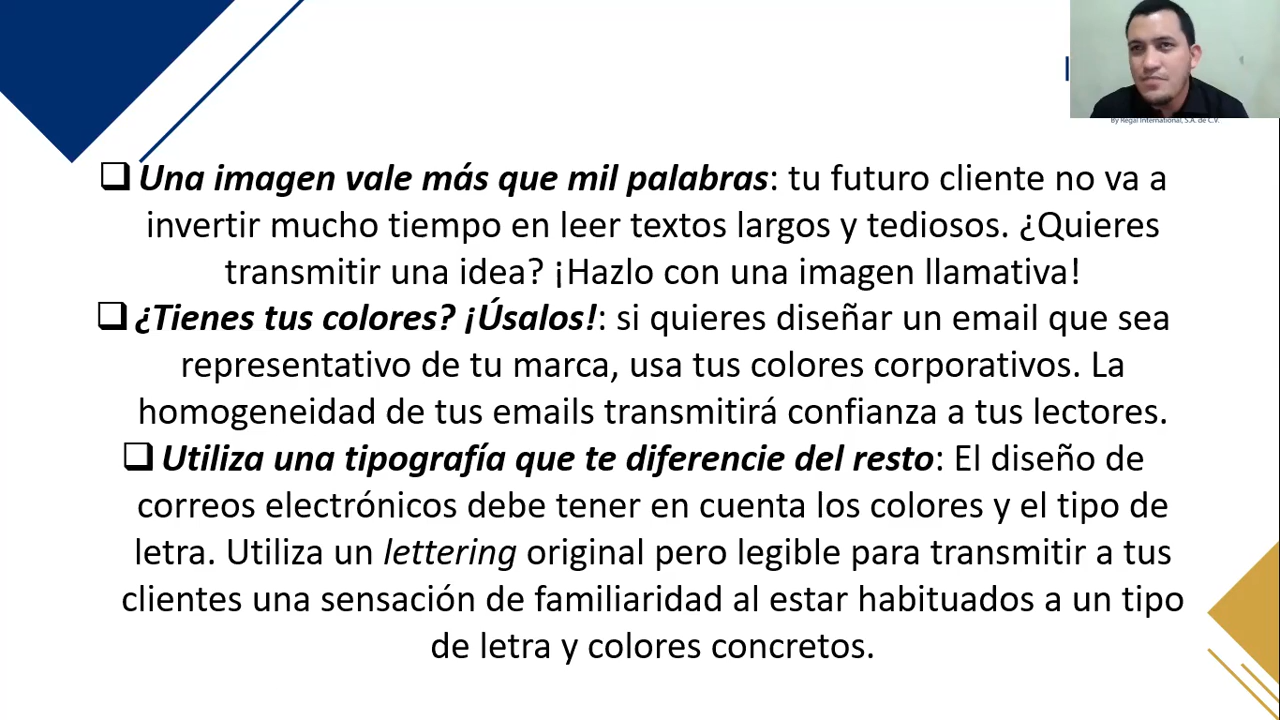 By Regal International, S.A. de C.V.
❑ Una imagen vale más que mil palabras: tu futuro cliente no va a
invertir mucho tiempo en leer textos largos y tediosos. ¿Quieres
transmitir una idea? ¡Hazlo con una imagen llamativa!
❑ ¿Tienes tus colores? ¡Úsalos!: si quieres diseñar un email que sea
representativo de tu marca, usa tus colores corporativos. La
homogeneidad de tus emails transmitirá confianza a tus lectores.
❑ Utiliza una tipografía que te diferencie del resto: El diseño de
correos electrónicos debe tener en cuenta los colores y el tipo de
letra. Utiliza un lettering original pero legible para transmitir a tus
clientes una sensación de familiaridad al estar habituados a un tipo
de letra y colores concretos.